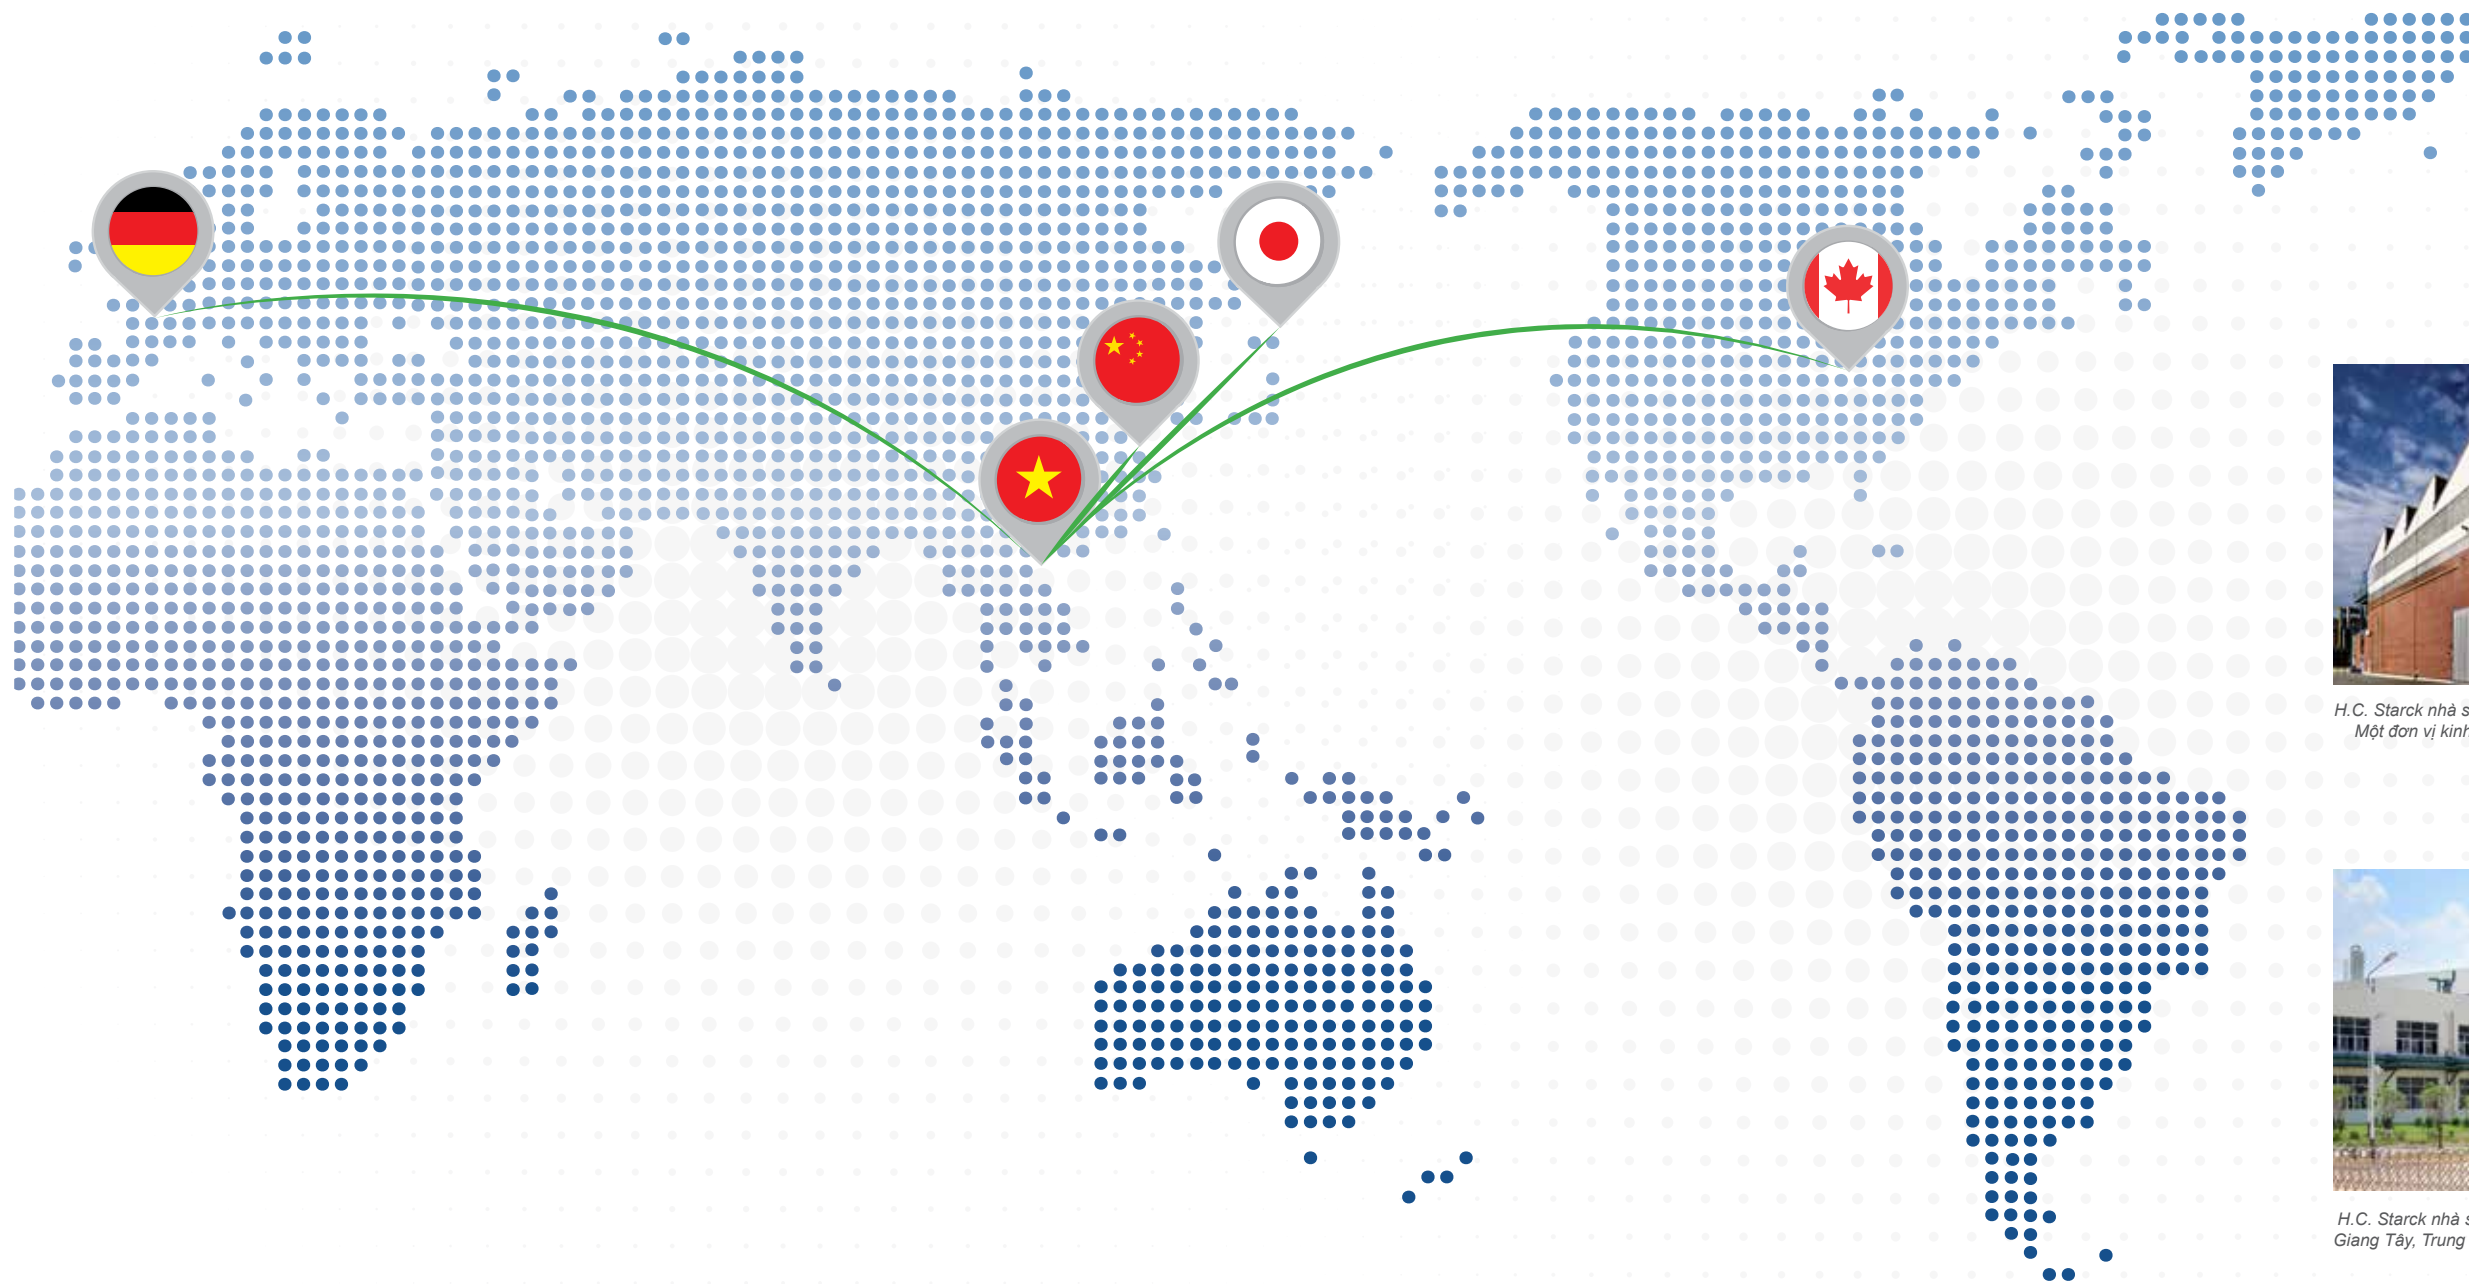 H.C. Starck nhà
Một đơn vị kinh
H.C. Starck nhà
Giang Tây, Trung